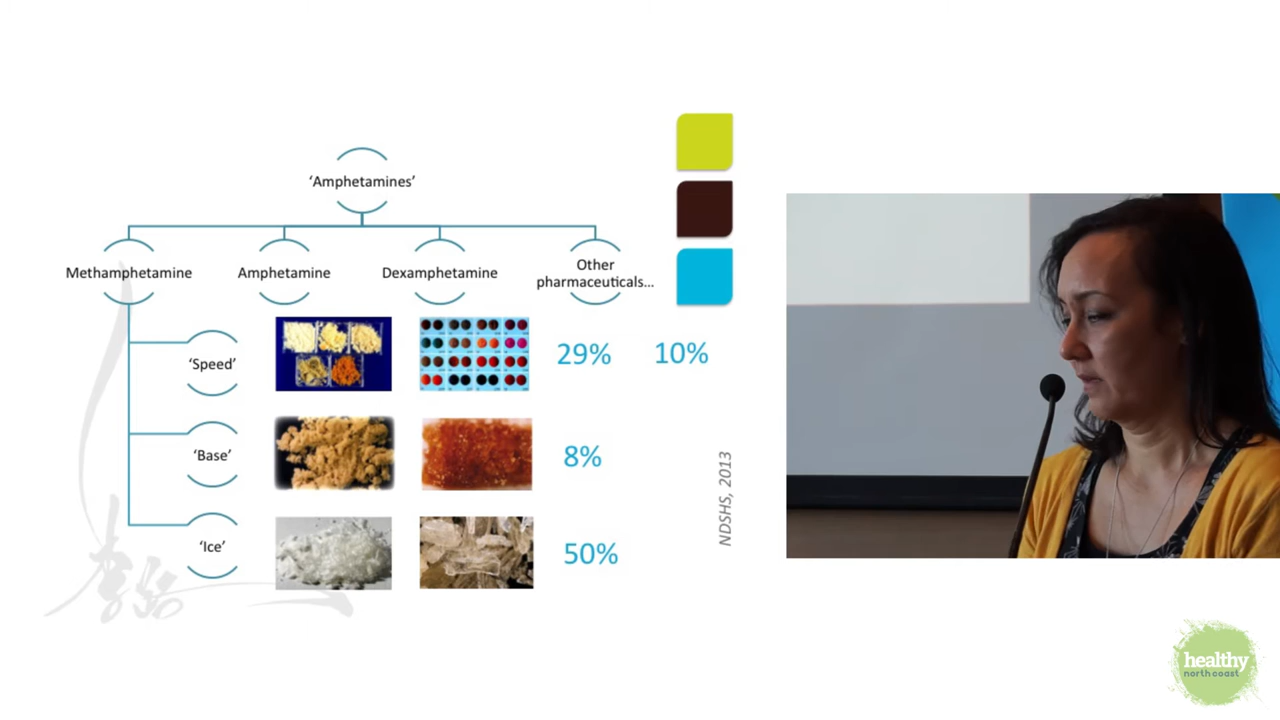 ‘Amphetamines’
Methamphetamine
Amphetamine
Dexamphetamine
Other
pharmaceuticals...
‘Speed’
29%
10%
‘Base’
8%
‘Ice’
50%
NDSHS, 2013
healthy
north coast